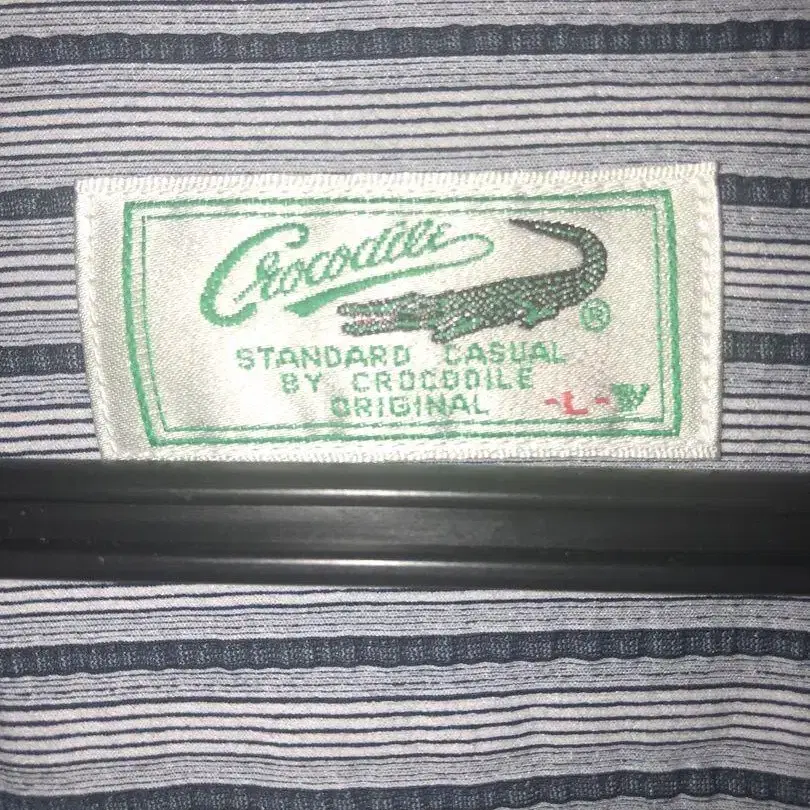 Crocodile
®
STANDARD CASUAL
BY CROCODILE
ORIGINAL -L-